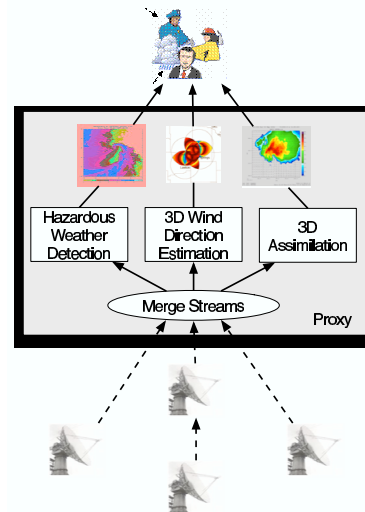 Hazardous
Weather
Detection
3D Wind
Direction
Estimation
3D
Assimilation
Merge Streams
Proxy